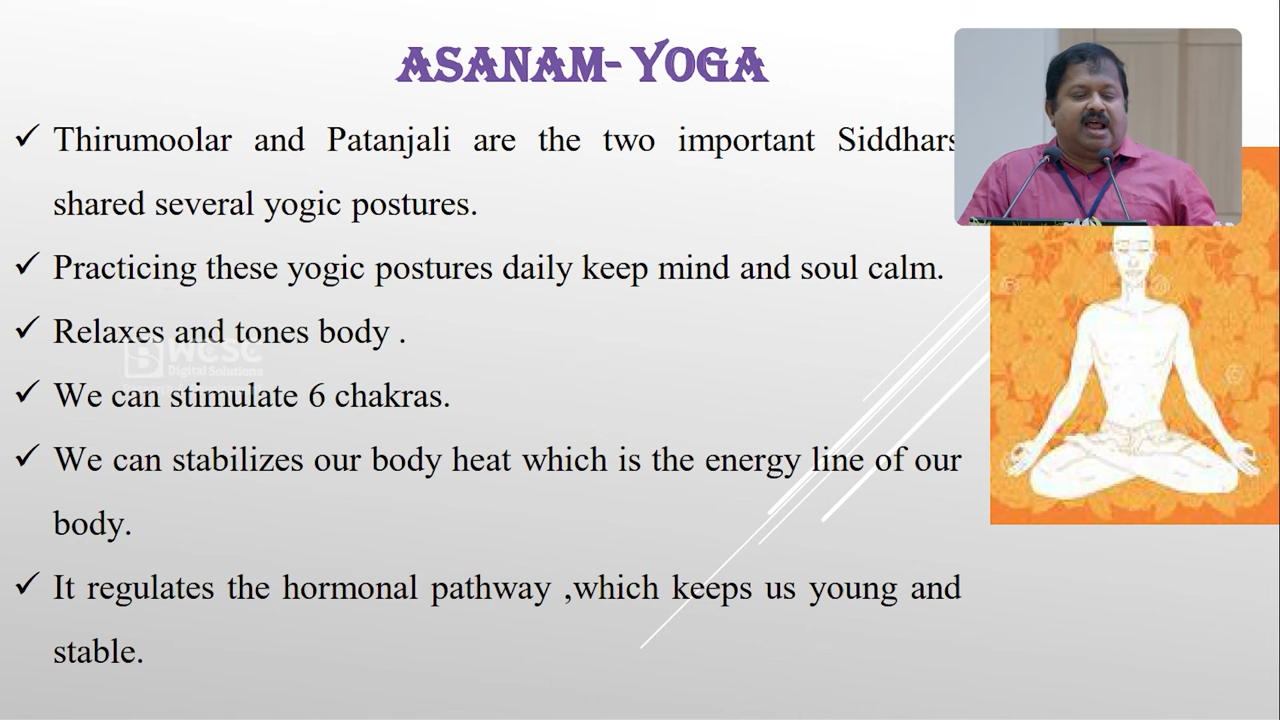 ASANAM- YOGA
✓ Thirumoolar and Patanjali are the two important Siddhars
shared several yogic postures.
✓ Practicing these yogic postures daily keep mind and soul calm.
✓ Relaxes and tones body .
✓ We can stimulate 6 chakras.
✓ We can stabilizes our body heat which is the energy line of our
body.
✓ It regulates the hormonal pathway ,which keeps us young and
stable.
WCSC
Digital Solutions